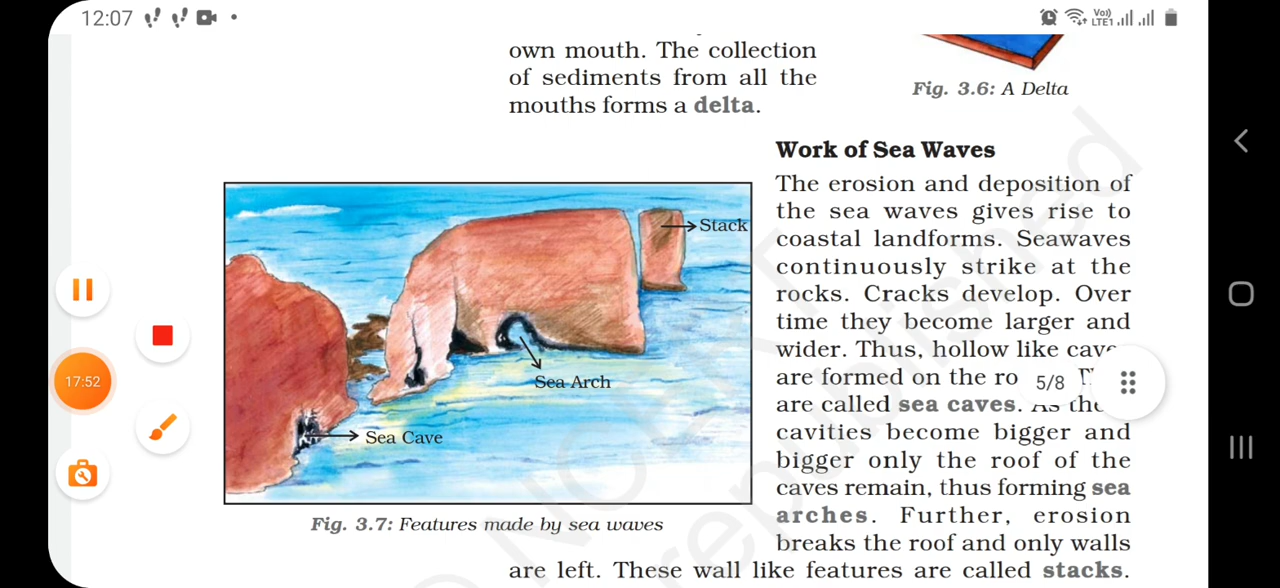 12:07
Vo))
LTE1
own mouth. The collection
of sediments from all the
mouths forms a delta.
Fig. 3.6: A Delta
Work of Sea Waves
The erosion and deposition of
the sea waves gives rise to
coastal landforms. Seawaves
continuously strike at the
rocks. Cracks develop. Over
time they become larger and
wider. Thus, hollow like
are formed on the
are called sea caves. As
cavities become bigger and
bigger only the roof of the
caves remain, thus forming sea
arches. Further, erosion
breaks the roof and only walls
are left. These wall like features are called stacks.
5/8
Stack
Sea Arch
Sea Cave
Fig. 3.7: Features made by sea waves
17:52
republished